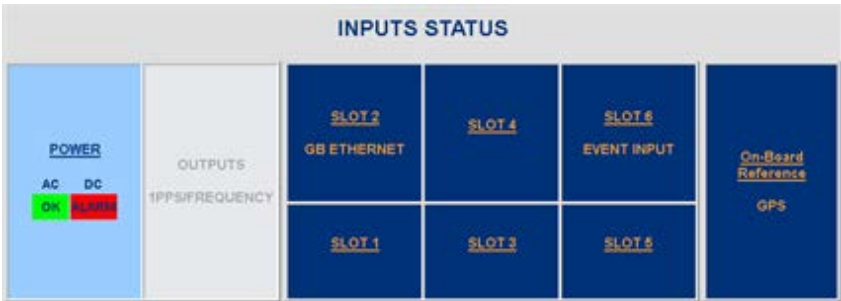 INPUTS STATUS
POWER
AC DC
OK ALARM
OUTPUTS
1PPS/FREQUENCY
SLOT 2
GB ETHERNET
SLOT 4
SLOT 6
EVENT INPUT
SLOT 1
SLOT 3
SLOT 5
On-Board
Reference
GPS